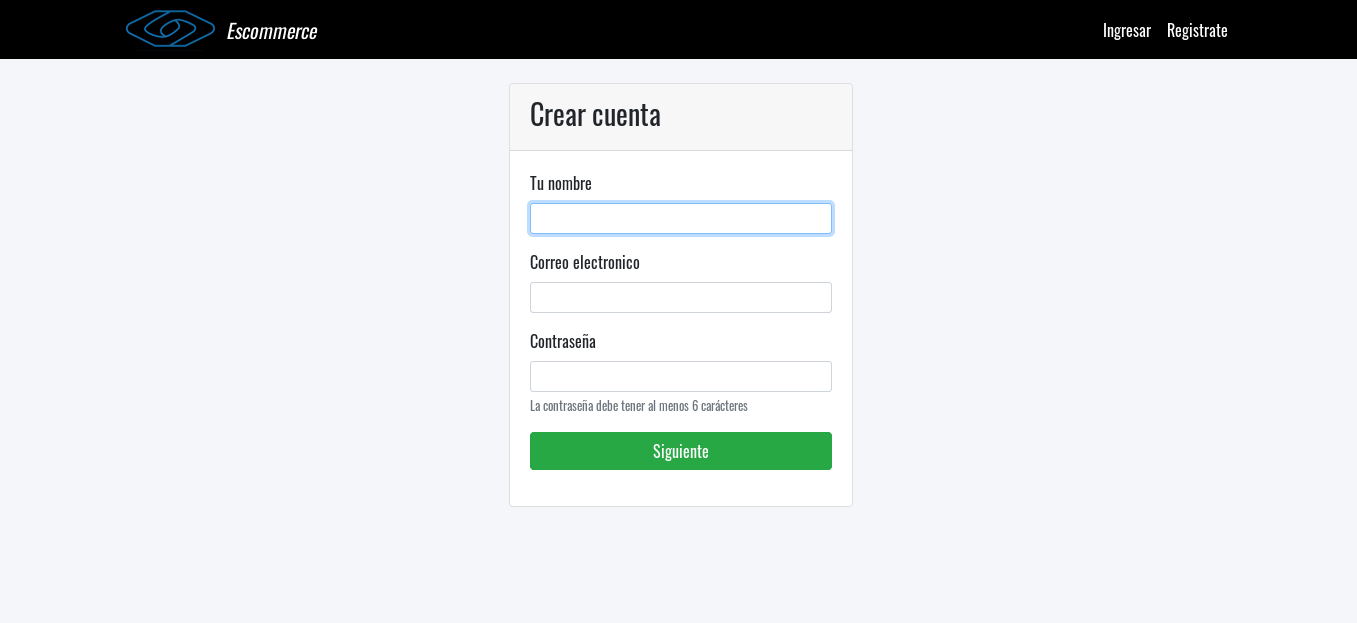 Escommerce
Ingresar Registrate
Crear cuenta
Tu nombre
Correo electronico
Contraseña
La contraseña debe tener al menos 6 carácteres
Siguiente